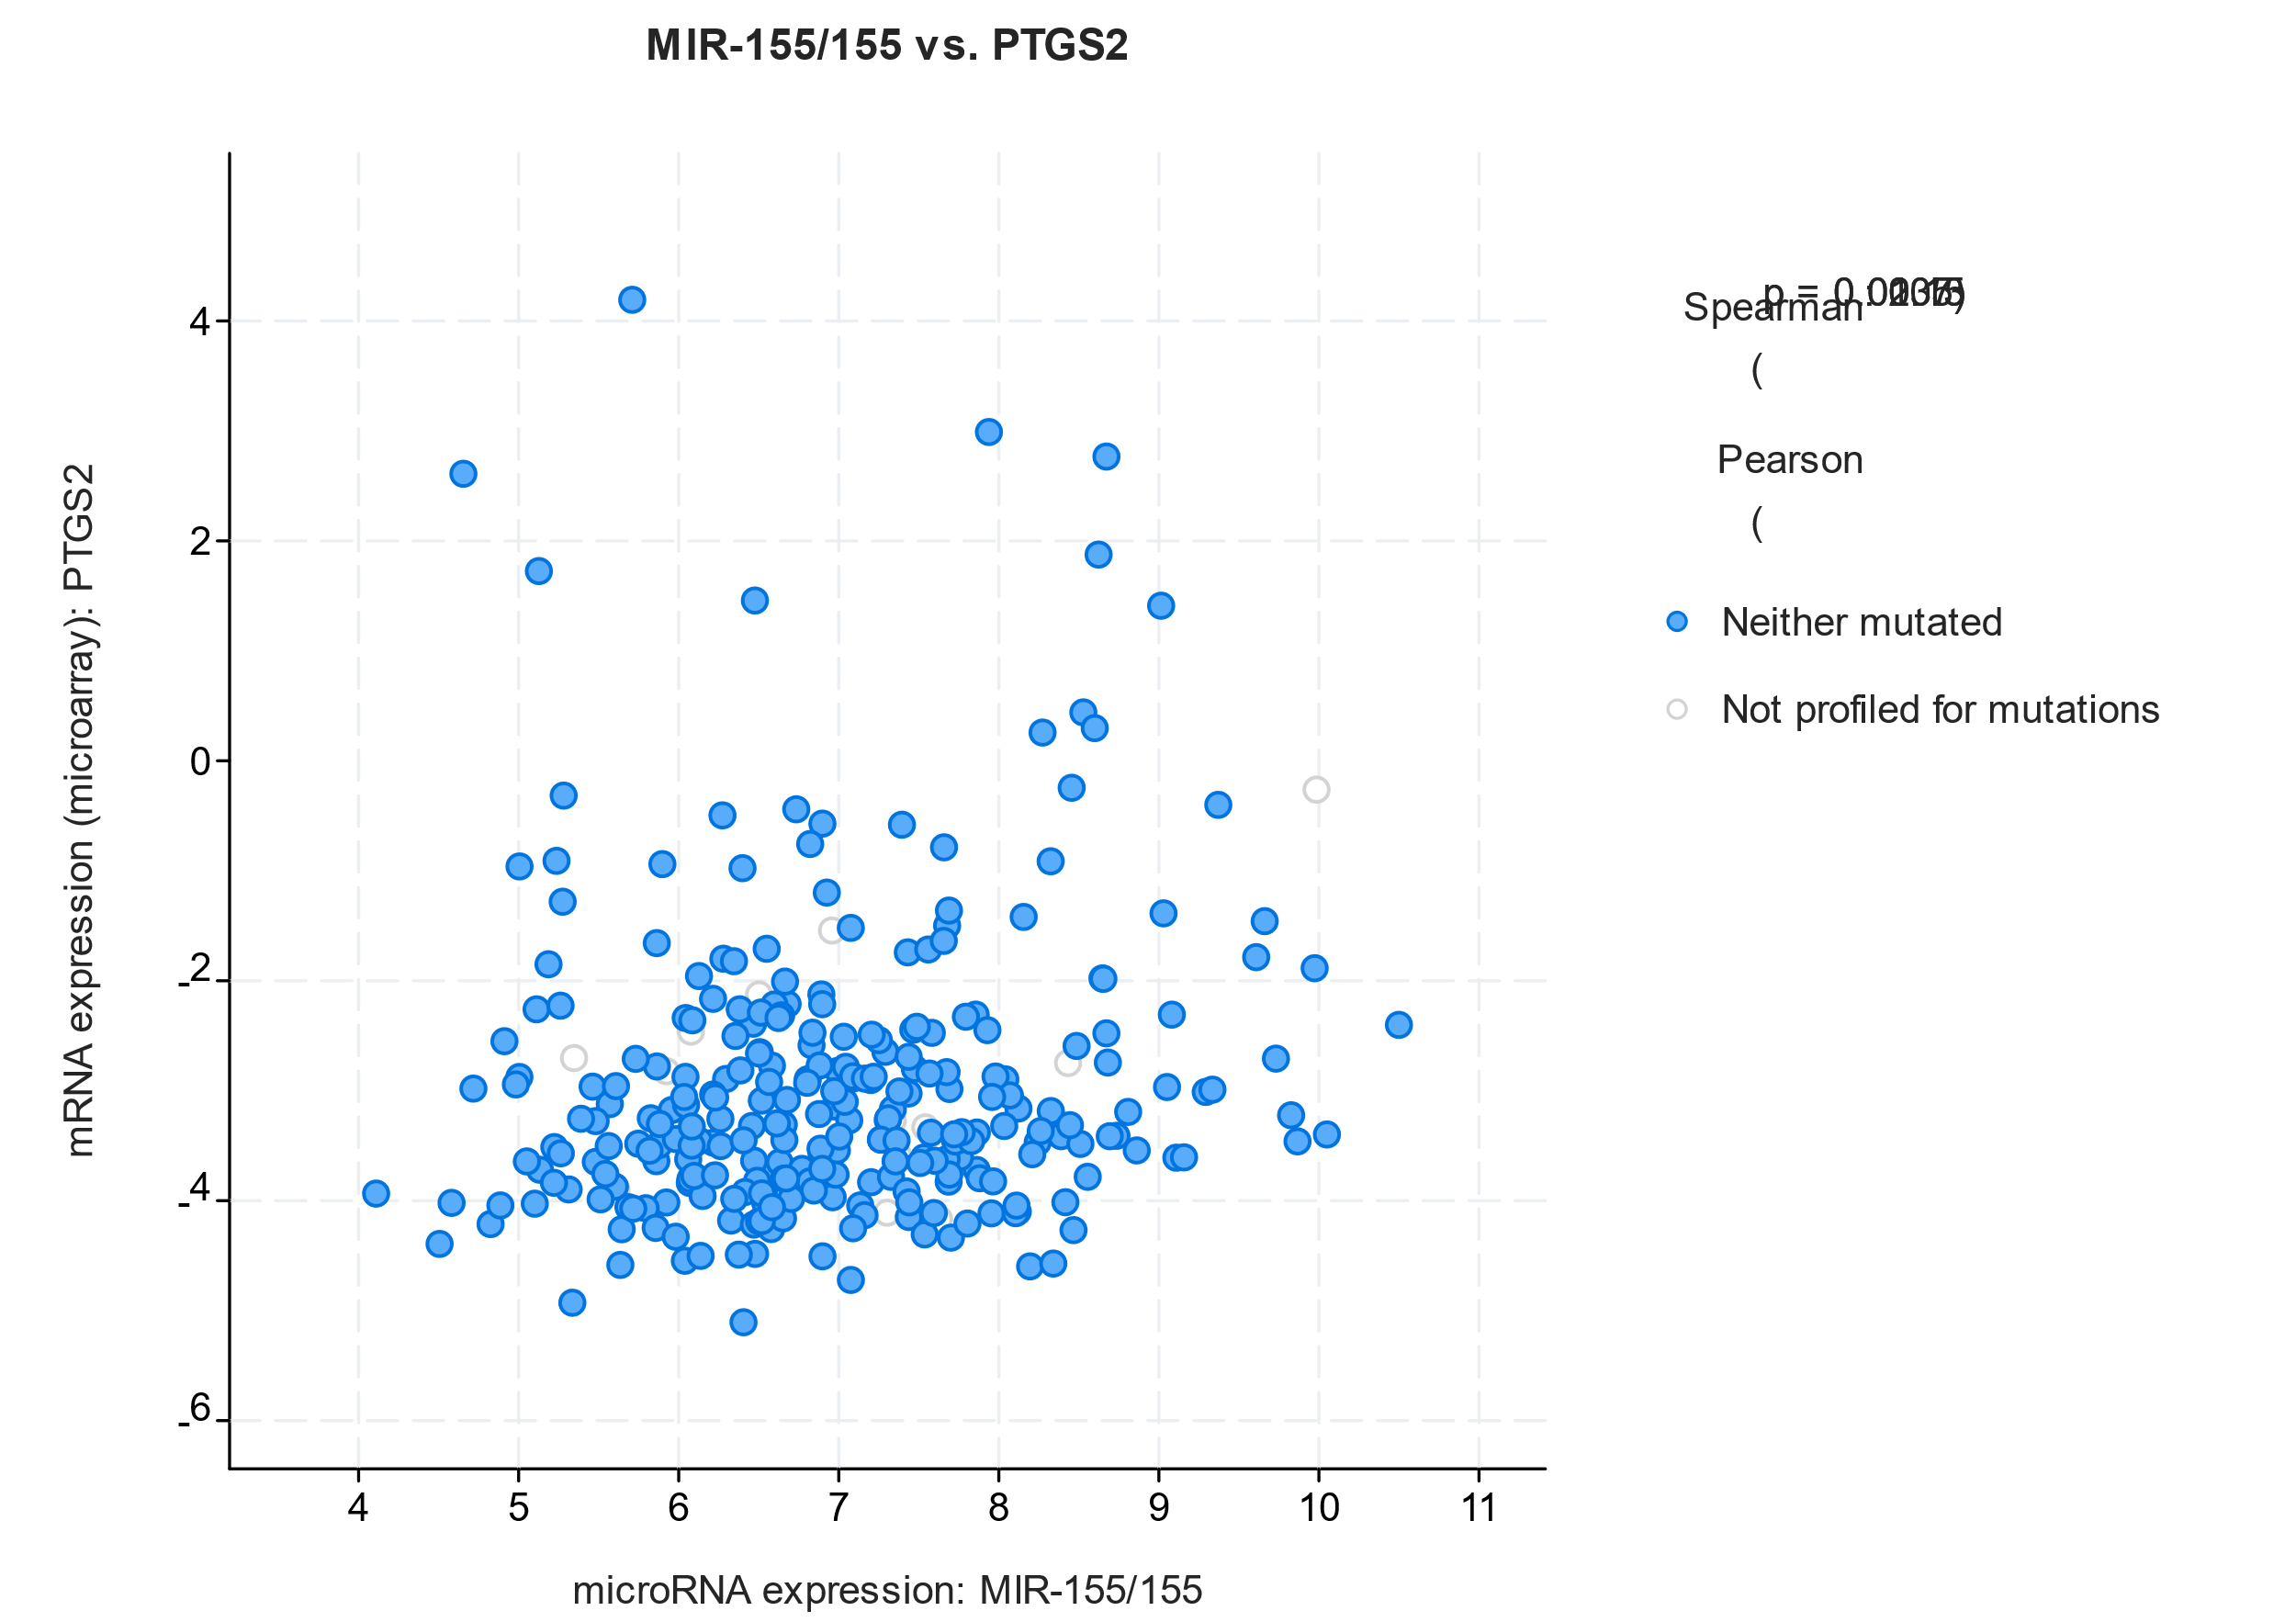 MIR-155/155 vs. PTGS2
mRNA expression (microarray): PTGS2
4
2
0
-2
-4
-6
4 5 6 7 8 9 10 11
microRNA expression: MIR-155/155
Spearman:
(
p =
Pearson
(
Neither mutated
Not profiled for mutations